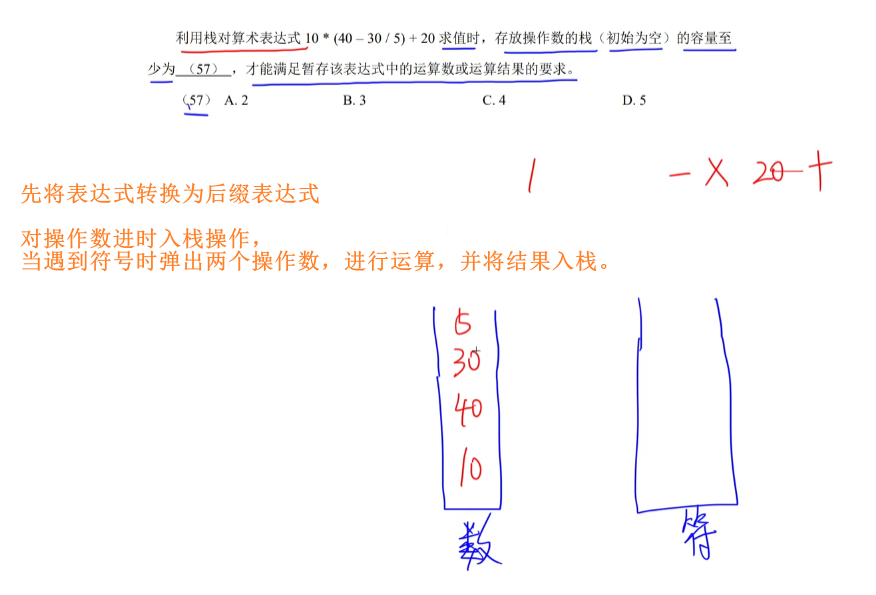 利用栈对算术表达式 10 * (40 – 30 / 5) + 20 求值时，存放操作数的栈（初始为空）的容量至
少为 （57） ，才能满足暂存该表达式中的运算数或运算结果的要求。
（57） A. 2 B. 3 C. 4 D. 5
/ - × 20 +
先将表达式转换为后缀表达式
对操作数进时入栈操作，
当遇到符号时弹出两个操作数，进行运算，并将结果入栈。
5
30
40
10
数 符